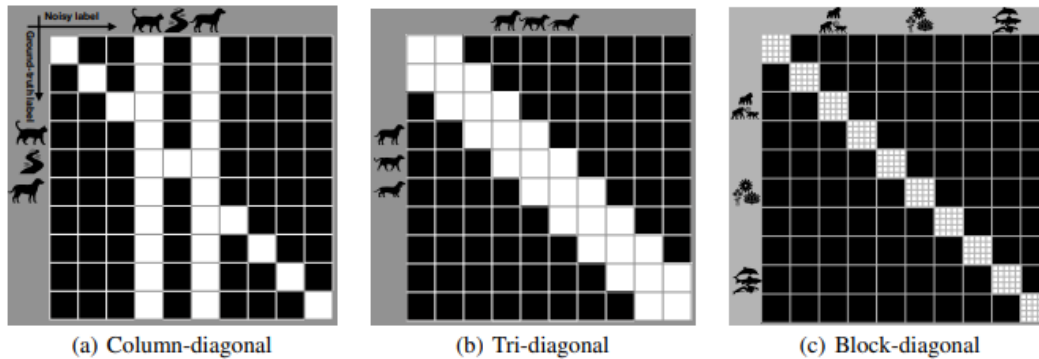 Noisy label
Ground-truth label
(a) Column-diagonal
(b) Tri-diagonal
(c) Block-diagonal